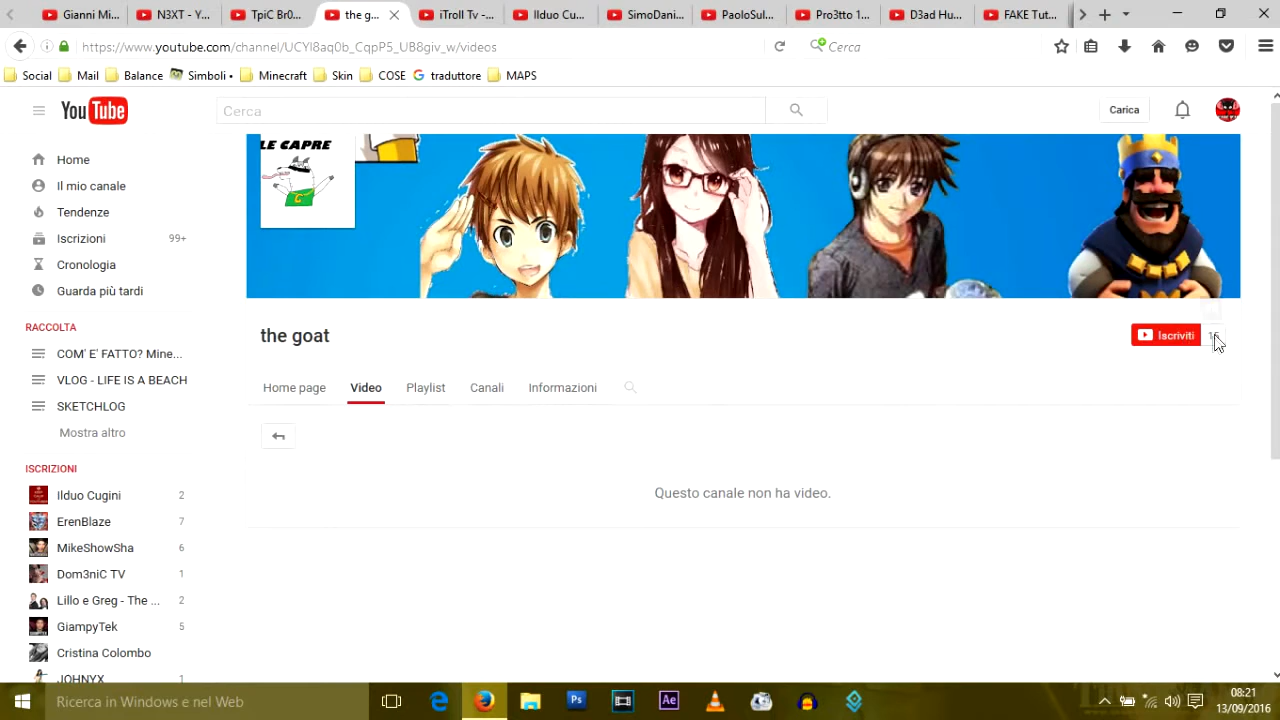 Gianni M...
N3X7 - Y...
TpiC Br0...
the goa...
iTroll Tv -...
Ilduo Cu...
SimoDani...
PaoloSu...
Pro3tto 1...
D3ad Hu...
FAKE Tut...
https://www.youtube.com/channel/UCYl8aq0b_CqpP5_UB8giv_w/videos
Cerca
Social
Mail
Balance
Simboli •
Minecraft
Skin
COSE
traduttore
MAPS
YouTube
Cerca
Carica
Home
Il mio canale
Tendenze
Iscrizioni 99+
Cronologia
Guarda più tardi
RACCOLTA
COM' E' FATTO? Mine...
VLOG - LIFE IS A BEACH
SKETCHLOG
Mostra altro
ISCRIZIONI
Ilduo Cugini 2
ErenBlaze 7
MikeShowSha 6
Dom3niC TV 1
Lillo e Greg - The ... 2
GiampyTek 5
Cristina Colombo
JOHNYX 1
LE CAPRE
the goat
Iscriviti
Home page
Video
Playlist
Canali
Informazioni
Questo canale non ha video.
Ricerca in Windows e nel Web
Ps
Ae
08:21
13/09/2016